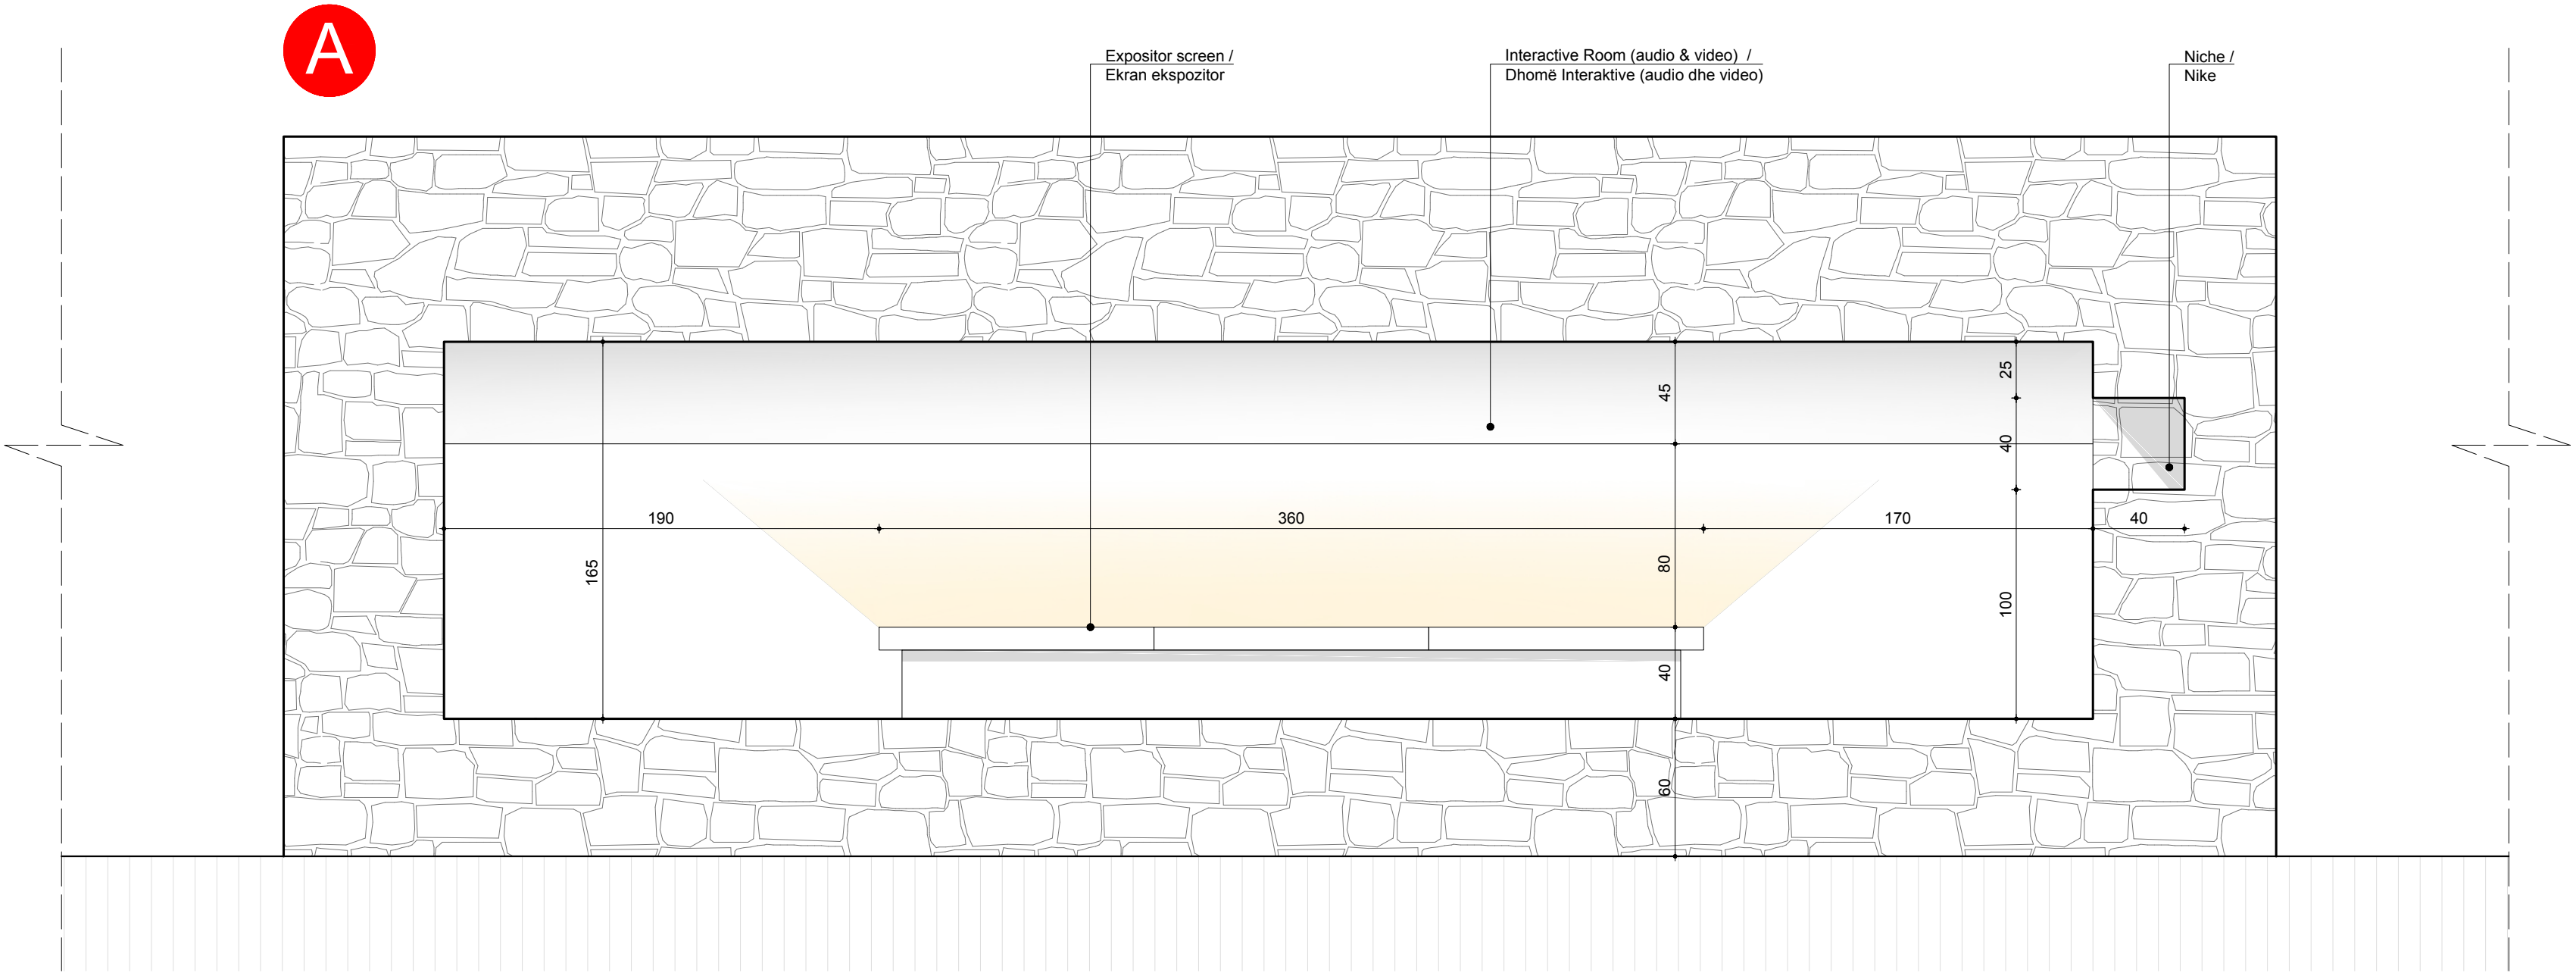 A
Expositor screen /
Ekran ekspozitor
Interactive Room (audio & video) /
Dhomë Interaktive (audio dhe video)
Niche /
Nike
25
45
40
190
360
170
40
165
80
100
40
60